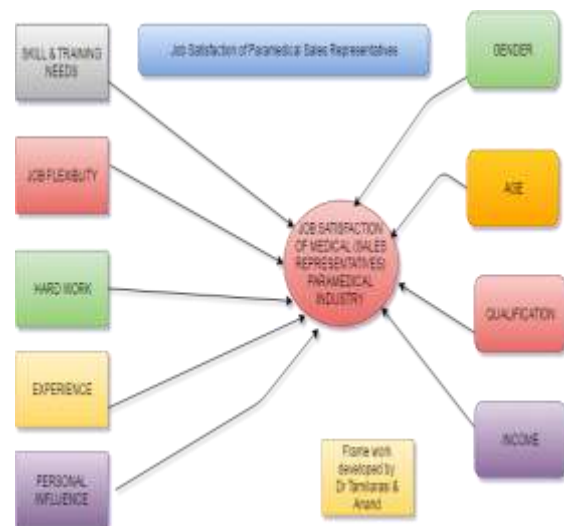 SKILL & TRAINING
NEEDS
Job Satisfaction of Paramedical Sales Representatives
GENDER
JOB FLEXIBLITY
AGE
JOB SATISFACTION
OF MEDICAL (SALES
REPRESENTATIVES)
PARAMEDICAL
INDUSTRY
HARD WORK
QUALIFICATION
EXPERIENCE
INCOME
PERSONAL
INFLUENCE
Frame work
developed by
Dr Tamilarasi &
Anand